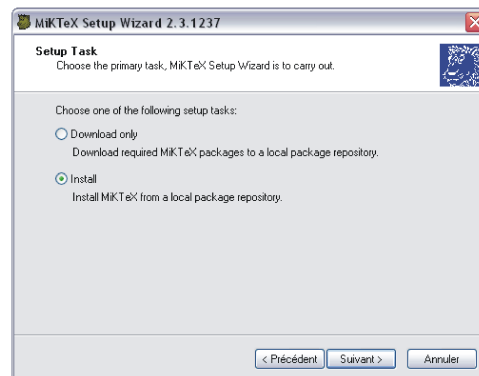 MiKTeX Setup Wizard 2.3.1237
Setup Task
Choose the primary task, MiKTeX Setup Wizard is to carry out.
Choose one of the following setup tasks:
Download only
Download required MiKTeX packages to a local package repository.
Install
Install MiKTeX from a local package repository.
< Précédent Suivant > Annuler